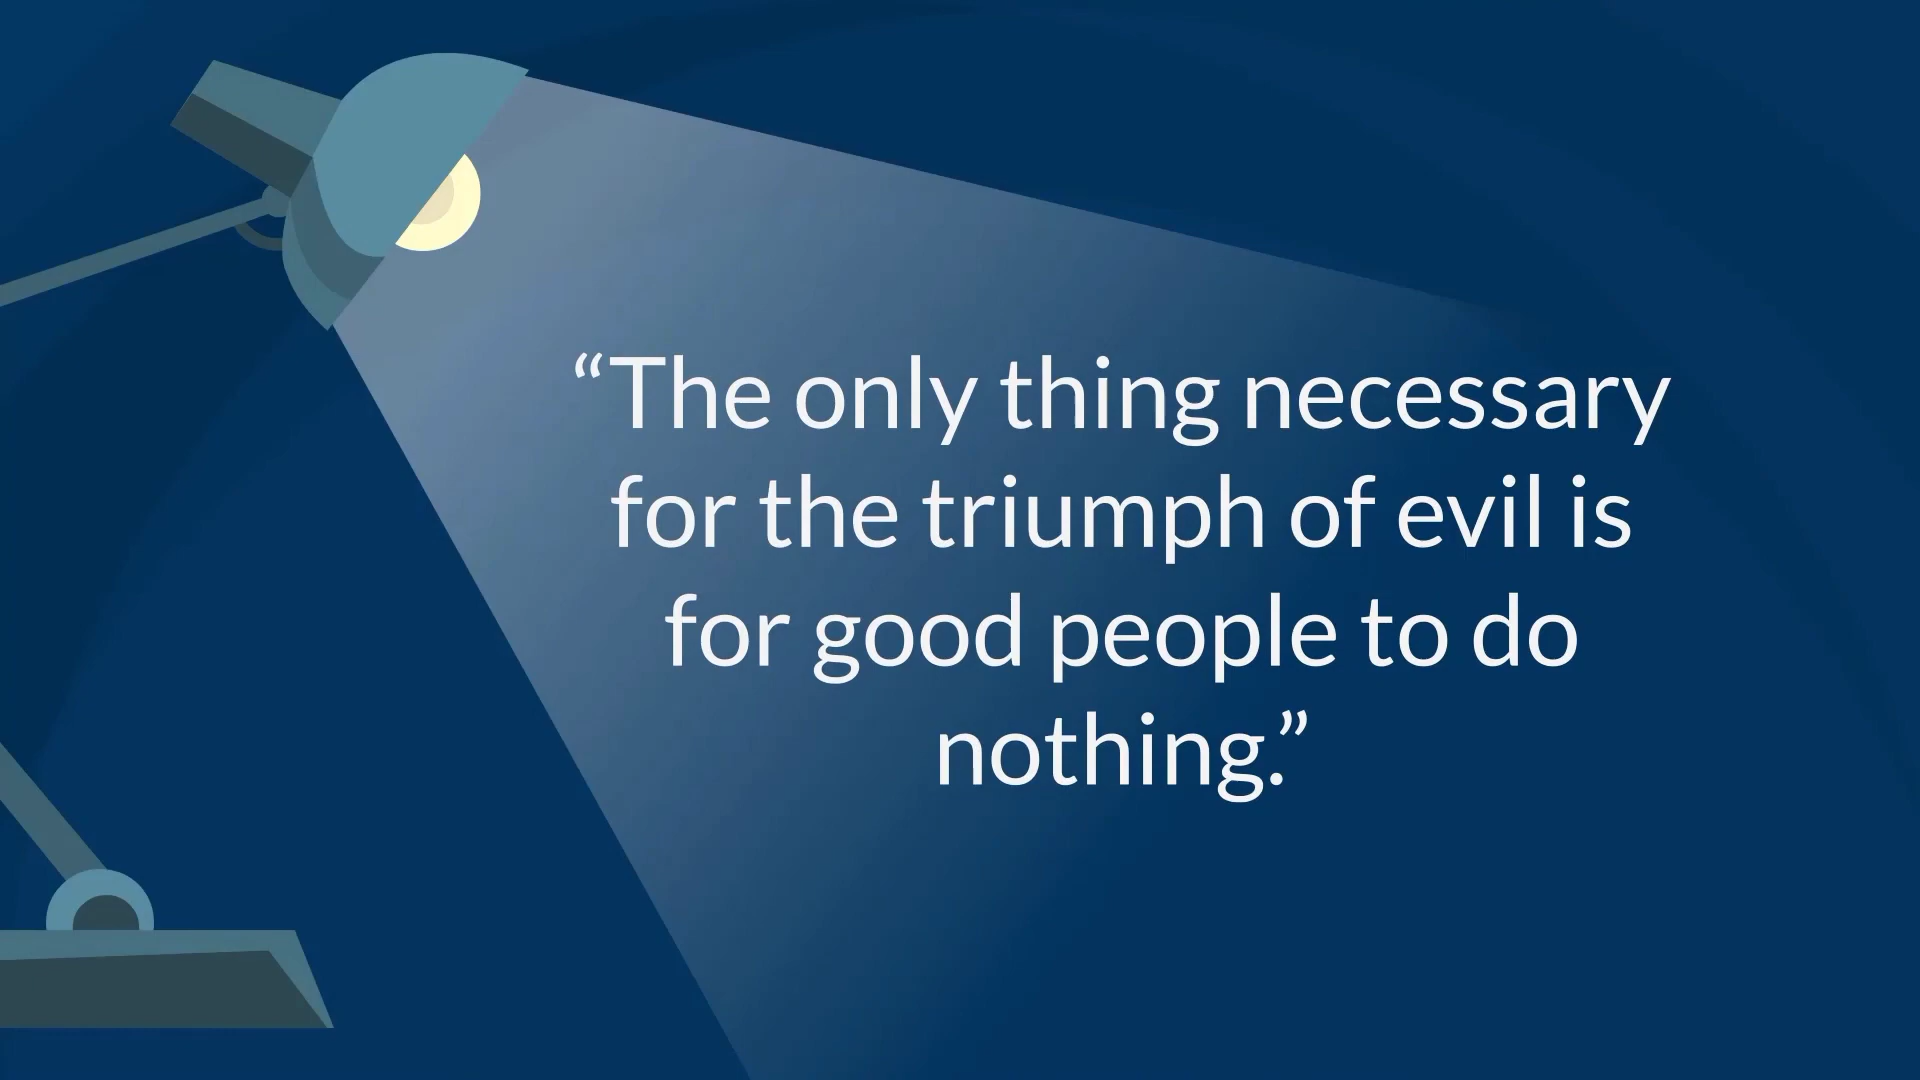 “The only thing necessary
for the triumph of evil is
for good people to do
nothing.”